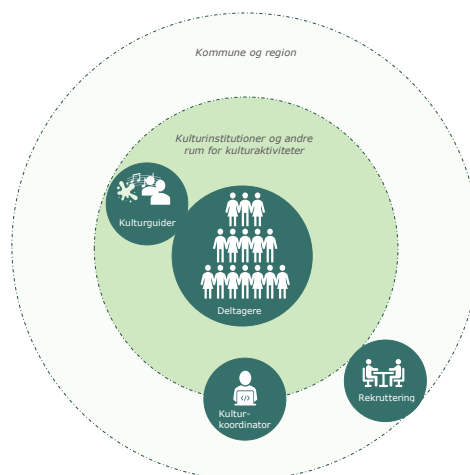 Kommune og region
Kulturinstitutioner og andre
rum for kulturaktiviteter
Kulturguider
Deltagere
Kultur-
koordinator
Rekruttering